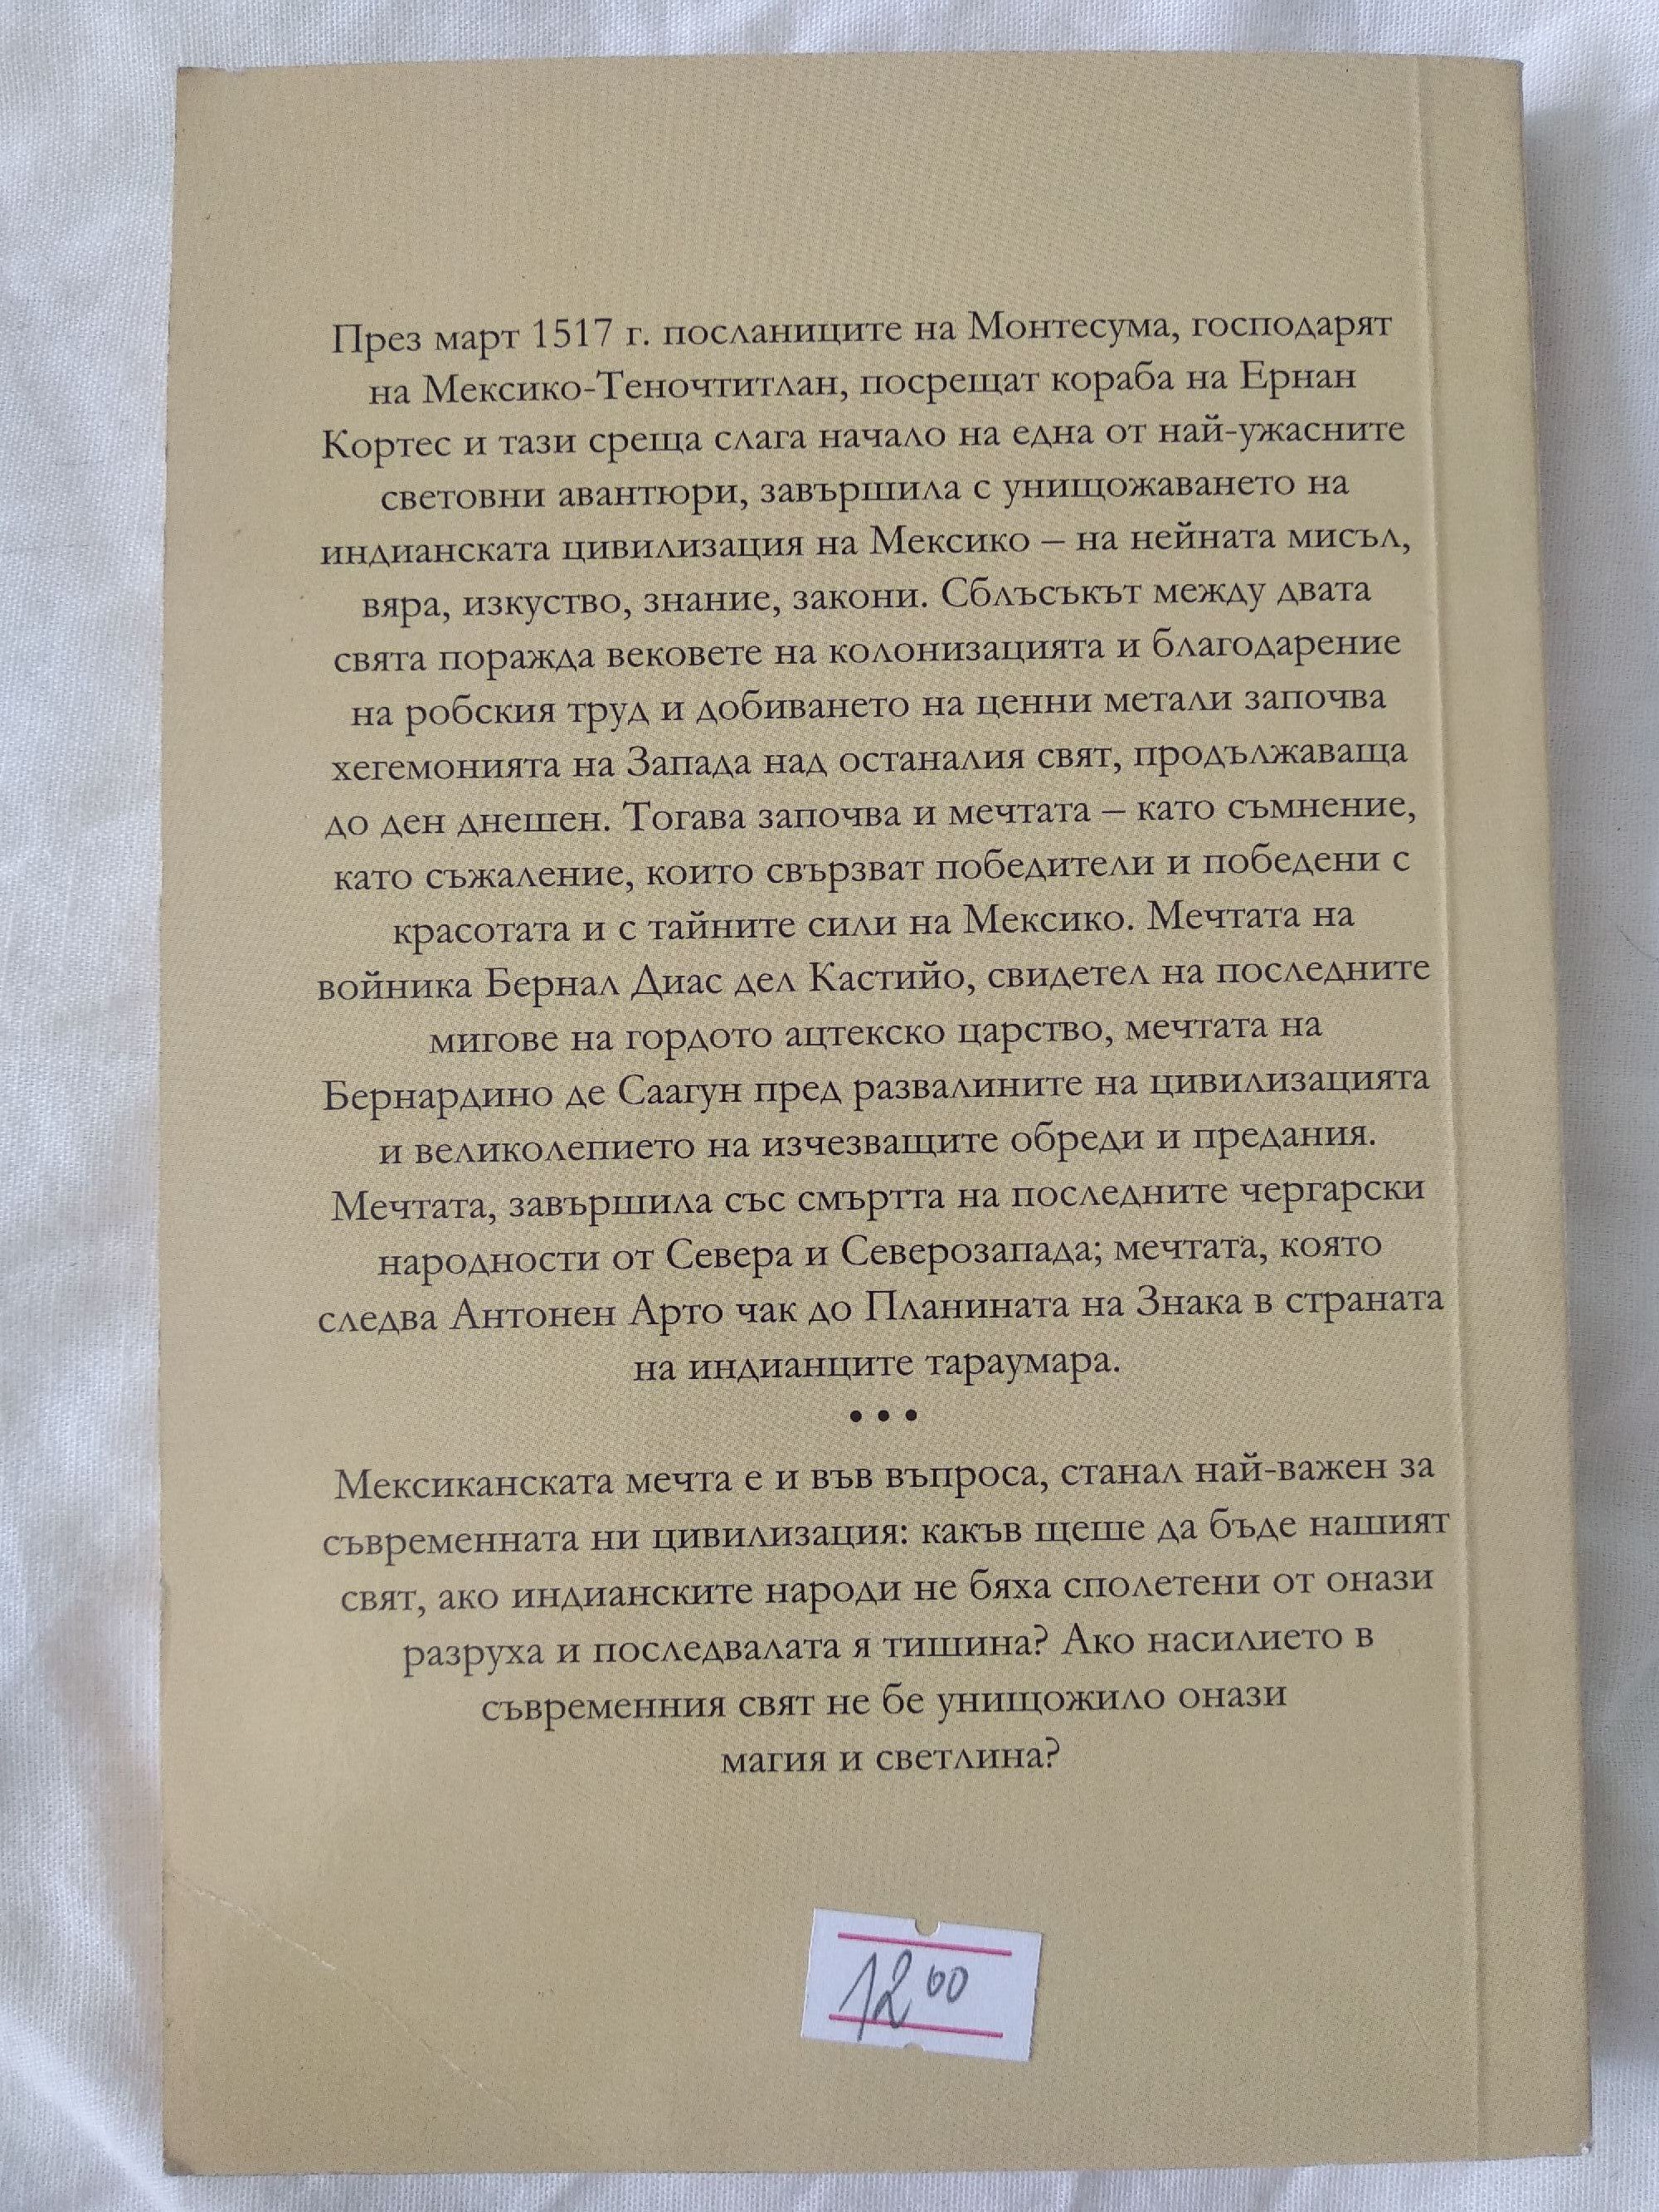 През март 1517 г. посланиците на Монтесума, господарят
на Мексико-Теночтитлан, посрещат кораба на Ернан
Кортес и тази среща слага начало на една от най-ужасните
световни авантюри, завършила с унищожаването на
индианската цивилизация на Мексико – на нейната мисъл,
вяра, изкуство, знание, закони. Сблъсъкът между двата
свята поражда вековете на колонизацията и благодарение
на робския труд и добиването на ценни метали започва
хегемонията на Запада над останалия свят, продължаваща
до ден днешен. Тогава започва и мечтата – като съмнение,
като съжаление, които свързват победители и победени с
красотата и с тайните сили на Мексико. Мечтата на
войника Бернал Диас дел Кастийо, свидетел на последните
мигове на гордото ацтекско царство, мечтата на
Бернардино де Саагун пред развалините на цивилизацията
и великолепието на изчезващите обреди и предания.
Мечтата, завършила със смъртта на последните чергарски
народности от Севера и Северозапада; мечтата, която
следва Антонен Арто чак до Планината на Знака в страната
на индианците тараумара.
• • •
Мексиканската мечта е и във въпроса, станал най-важен за
съвременната ни цивилизация: какъв щеше да бъде нашият
свят, ако индианските народи не бяха сполетени от онази
разруха и последвалата я тишина? Ако насилието в
съвременния свят не бе унищожило онази
магия и светлина?
12 00